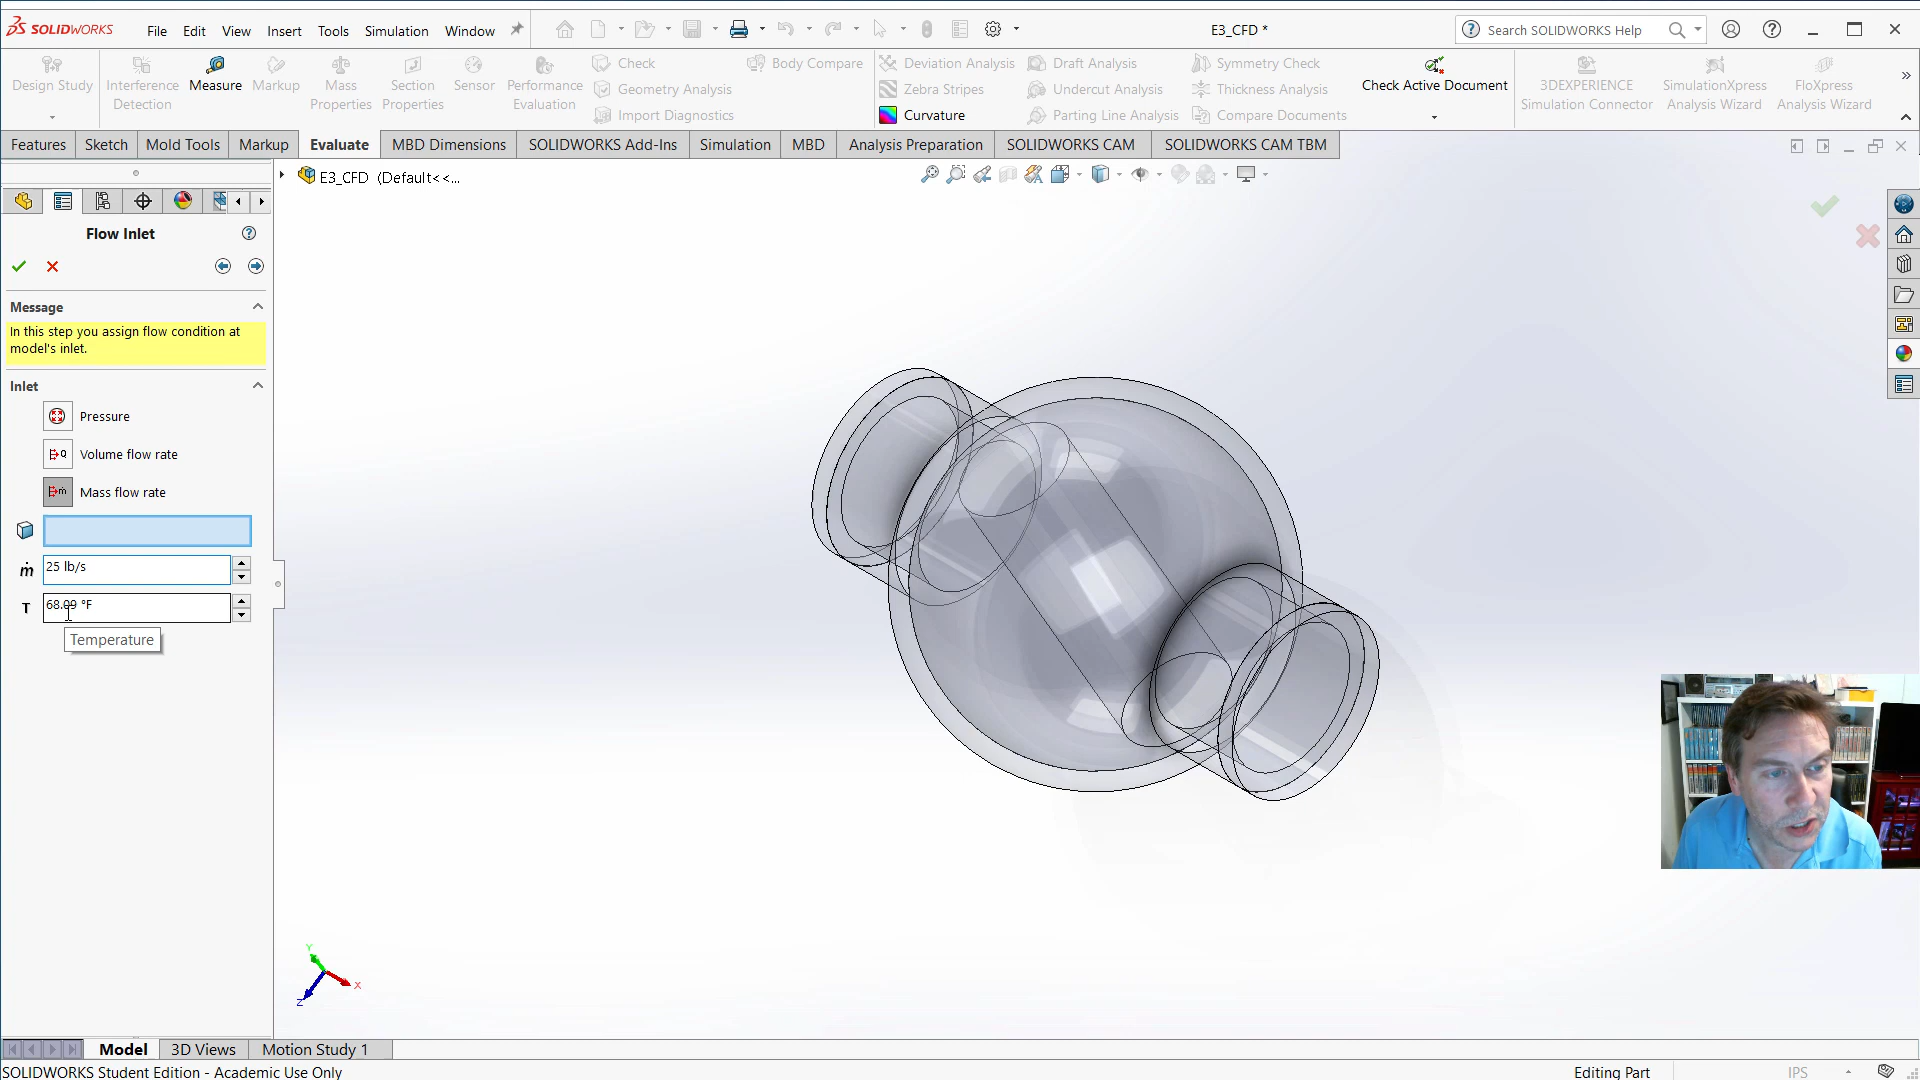 SOLIDWORKS
File Edit View Insert Tools Simulation Window
E3_CFD *
Search SOLIDWORKS Help
Design Study
Interference Detection
Measure
Markup
Mass Properties
Section Properties
Sensor
Performance Evaluation
Check
Geometry Analysis
Import Diagnostics
Body Compare
Deviation Analysis
Zebra Stripes
Curvature
Draft Analysis
Undercut Analysis
Parting Line Analysis
Symmetry Check
Thickness Analysis
Compare Documents
Check Active Document
3DEXPERIENCE Simulation Connector
SimulationXpress Analysis Wizard
FloXpress Analysis Wizard
Features Sketch Mold Tools Markup Evaluate MBD Dimensions SOLIDWORKS Add-Ins Simulation MBD Analysis Preparation SOLIDWORKS CAM SOLIDWORKS CAM TBM
E3_CFD (Default<<...
Flow Inlet
Message
In this step you assign flow condition at
model's inlet.
Inlet
Pressure
Volume flow rate
Mass flow rate
ṁ 25 lb/s
T 68.09 °F
Temperature
Y
X
Z
Model 3D Views Motion Study 1
SOLIDWORKS Student Edition - Academic Use Only
Editing Part
IPS